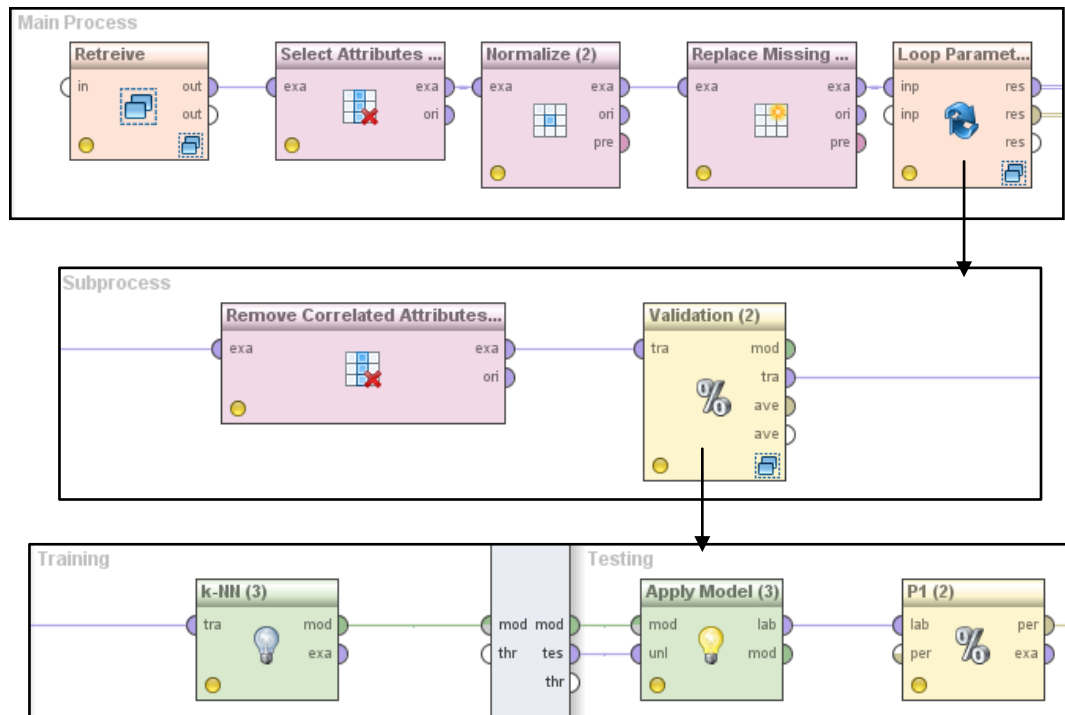 Main Process
Retreive
in
out
out
Select Attributes ...
exa
exa
ori
Normalize (2)
exa
exa
ori
pre
Replace Missing ...
exa
exa
ori
pre
Loop Paramet...
inp
inp
res
res
res
Subprocess
Remove Correlated Attributes...
exa
exa
ori
Validation (2)
tra
mod
tra
ave
ave
%
Training
k-NN (3)
tra
mod
exa
mod mod
thr tes
thr
Testing
Apply Model (3)
mod
unl
lab
mod
P1 (2)
lab
per
per
exa
%